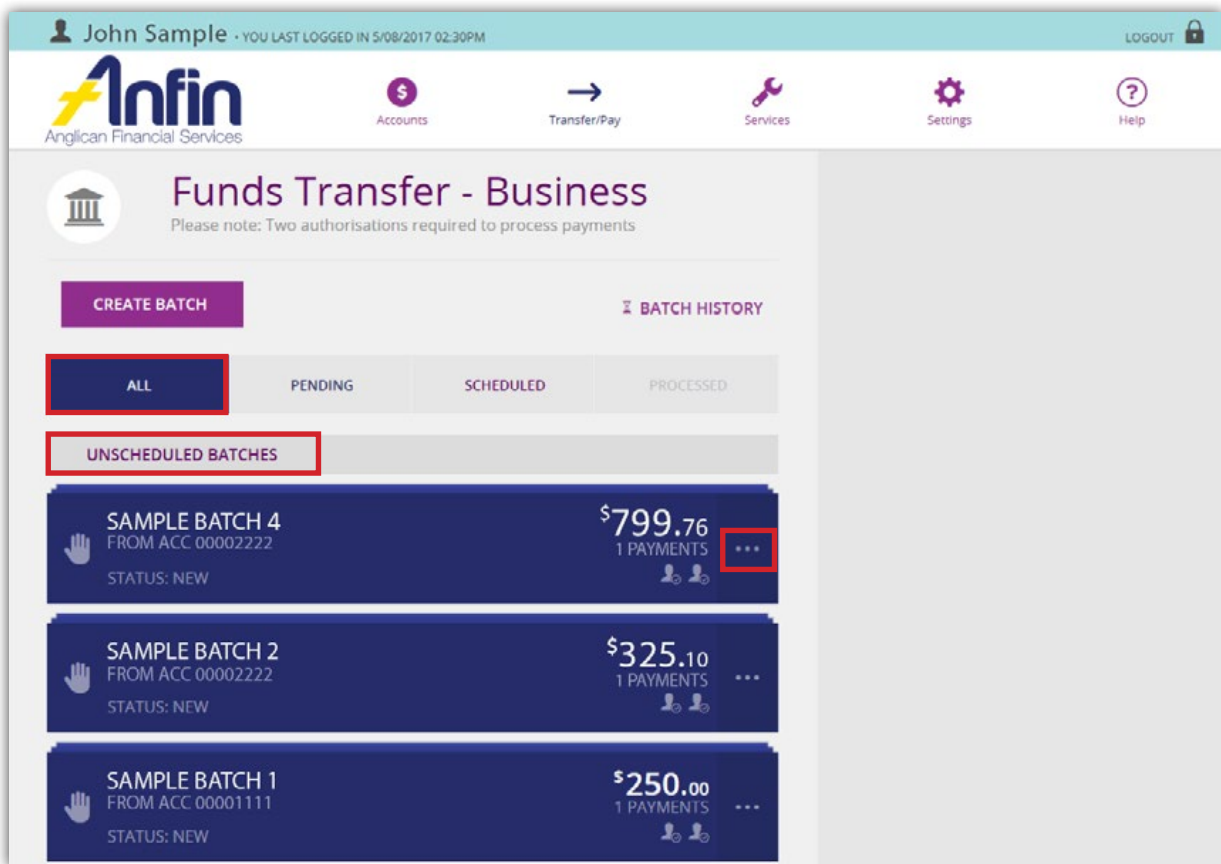 John Sample • YOU LAST LOGGED IN 5/08/2017 02:30PM
LOGOUT
Anfin
Anglican Financial Services
Accounts
Transfer/Pay
Services
Settings
Help
Funds Transfer - Business
Please note: Two authorisations required to process payments
CREATE BATCH
BATCH HISTORY
ALL
PENDING
SCHEDULED
PROCESSED
UNSCHEDULED BATCHES
SAMPLE BATCH 4
FROM ACC 00002222
STATUS: NEW
$799.76
1 PAYMENTS
SAMPLE BATCH 2
FROM ACC 00002222
STATUS: NEW
$325.10
1 PAYMENTS
SAMPLE BATCH 1
FROM ACC 00001111
STATUS: NEW
$250.00
1 PAYMENTS